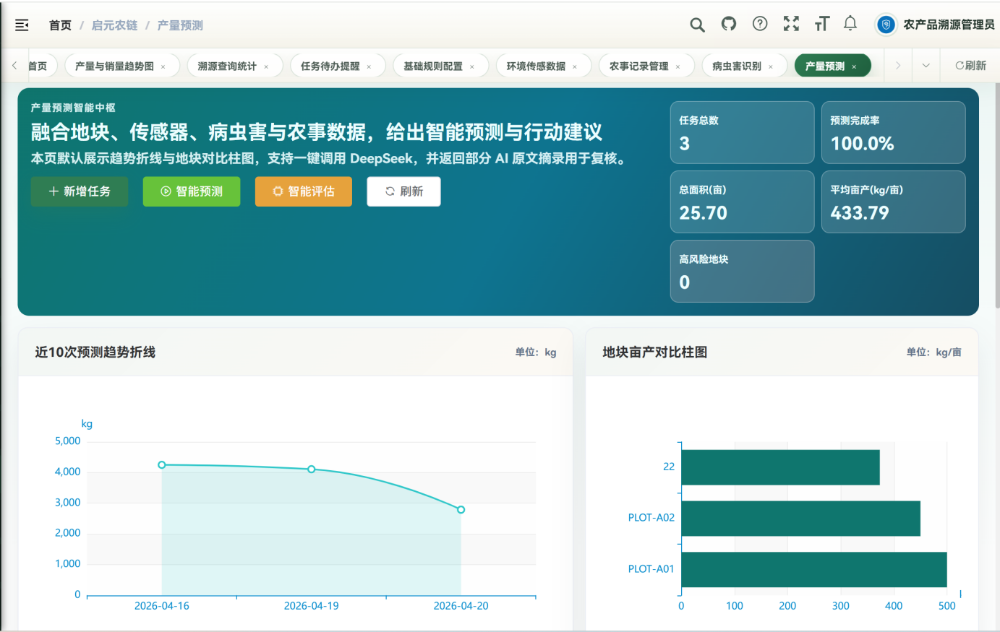 首页 / 启元农链 / 产量预测
农产品溯源管理员
首页
产量与销量趋势图 ×
溯源查询统计 ×
任务待办提醒 ×
基础规则配置 ×
环境传感数据 ×
农事记录管理 ×
病虫害识别 ×
产量预测 ×
刷新
产量预测智能中枢
融合地块、传感器、病虫害与农事数据，给出智能预测与行动建议
本页默认展示趋势折线与地块对比柱图，支持一键调用 DeepSeek，并返回部分 AI 原文摘录用于复核。
新增任务
智能预测
智能评估
刷新
任务总数
3
预测完成率
100.0%
总面积(亩)
25.70
平均亩产(kg/亩)
433.79
高风险地块
0
近10次预测趋势折线
单位：kg
kg
5,000
4,000
3,000
2,000
1,000
0
2026-04-16
2026-04-19
2026-04-20
地块亩产对比柱图
单位：kg/亩
22
PLOT-A02
PLOT-A01
0
100
200
300
400
500